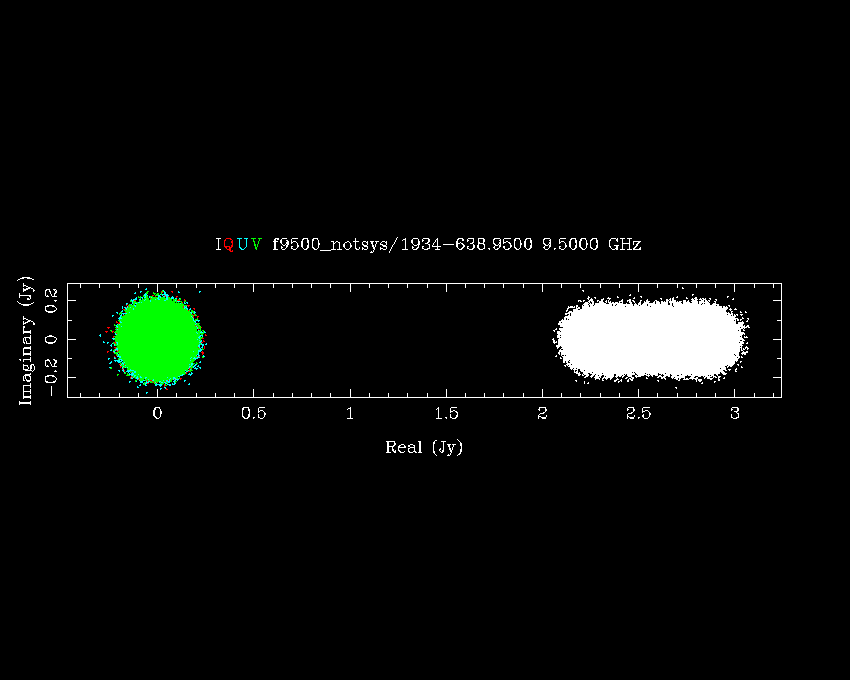 IQUV f9500_notsys/1934−638.9500 9.5000 GHz
Imaginary (Jy)
0.2
0
−0.2
0 0.5 1 1.5 2 2.5 3
Real (Jy)